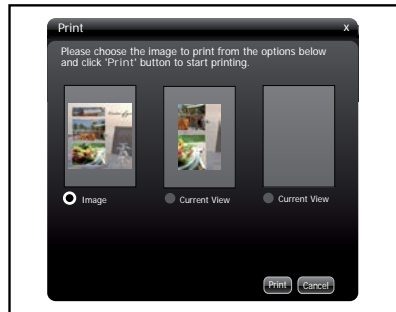 Print
x
Please choose the image to print from the options below
and click 'Print' button to start printing.
Image
Current View
Current View
Print
Cancel